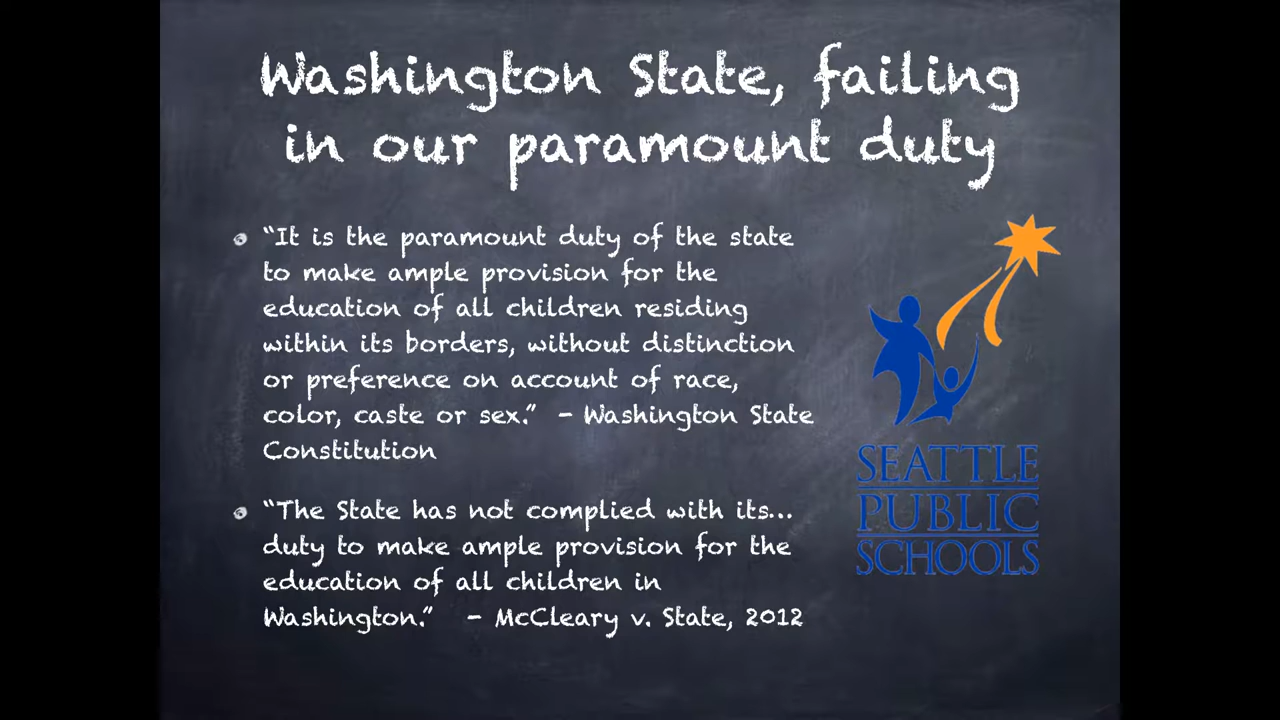 Washington State, failing
in our paramount duty
“It is the paramount duty of the state
to make ample provision for the
education of all children residing
within its borders, without distinction
or preference on account of race,
color, caste or sex.” - Washington State
Constitution
“The State has not complied with its…
duty to make ample provision for the
education of all children in
Washington.” - McCleary v. State, 2012
SEATTLE
PUBLIC
SCHOOLS